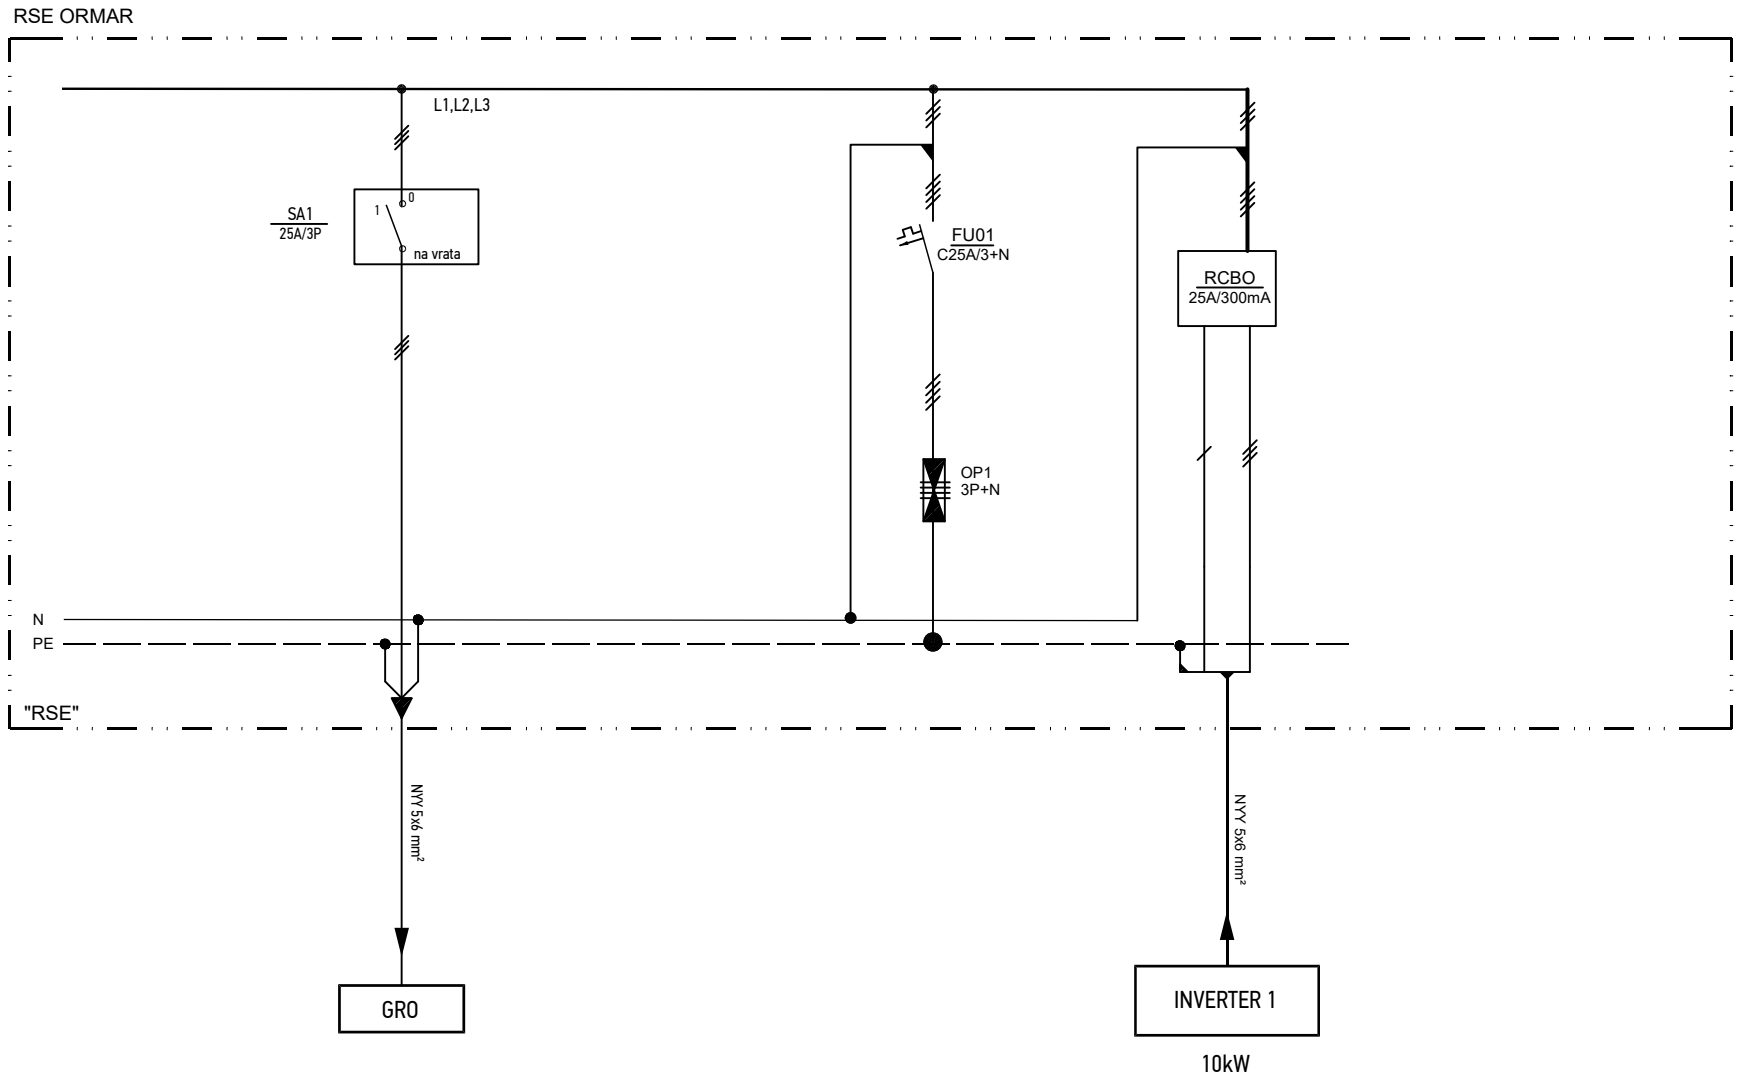 RSE ORMAR
L1,L2,L3
SA1
25A/3P
1
0
na vrata
FU01
C25A/3+N
RCBO
25A/300mA
OP1
3P+N
N
PE
"RSE"
NYY 5x6 mm²
NYY 5x6 mm²
GRO
INVERTER 1
10kW